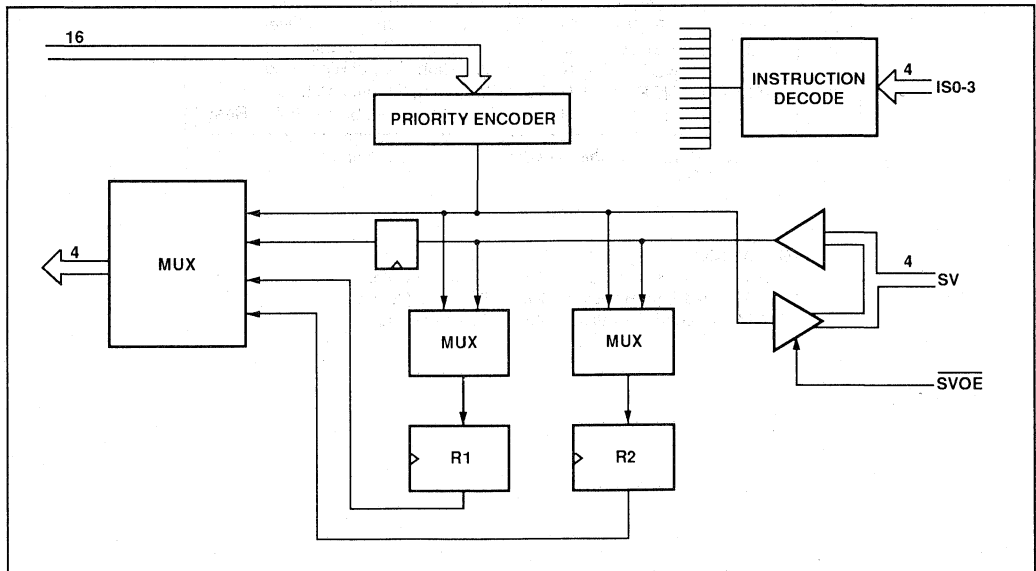 16
PRIORITY ENCODER
INSTRUCTION
DECODE
4
IS0-3
MUX
4
4
SV
MUX
MUX
SVOE
R1
R2